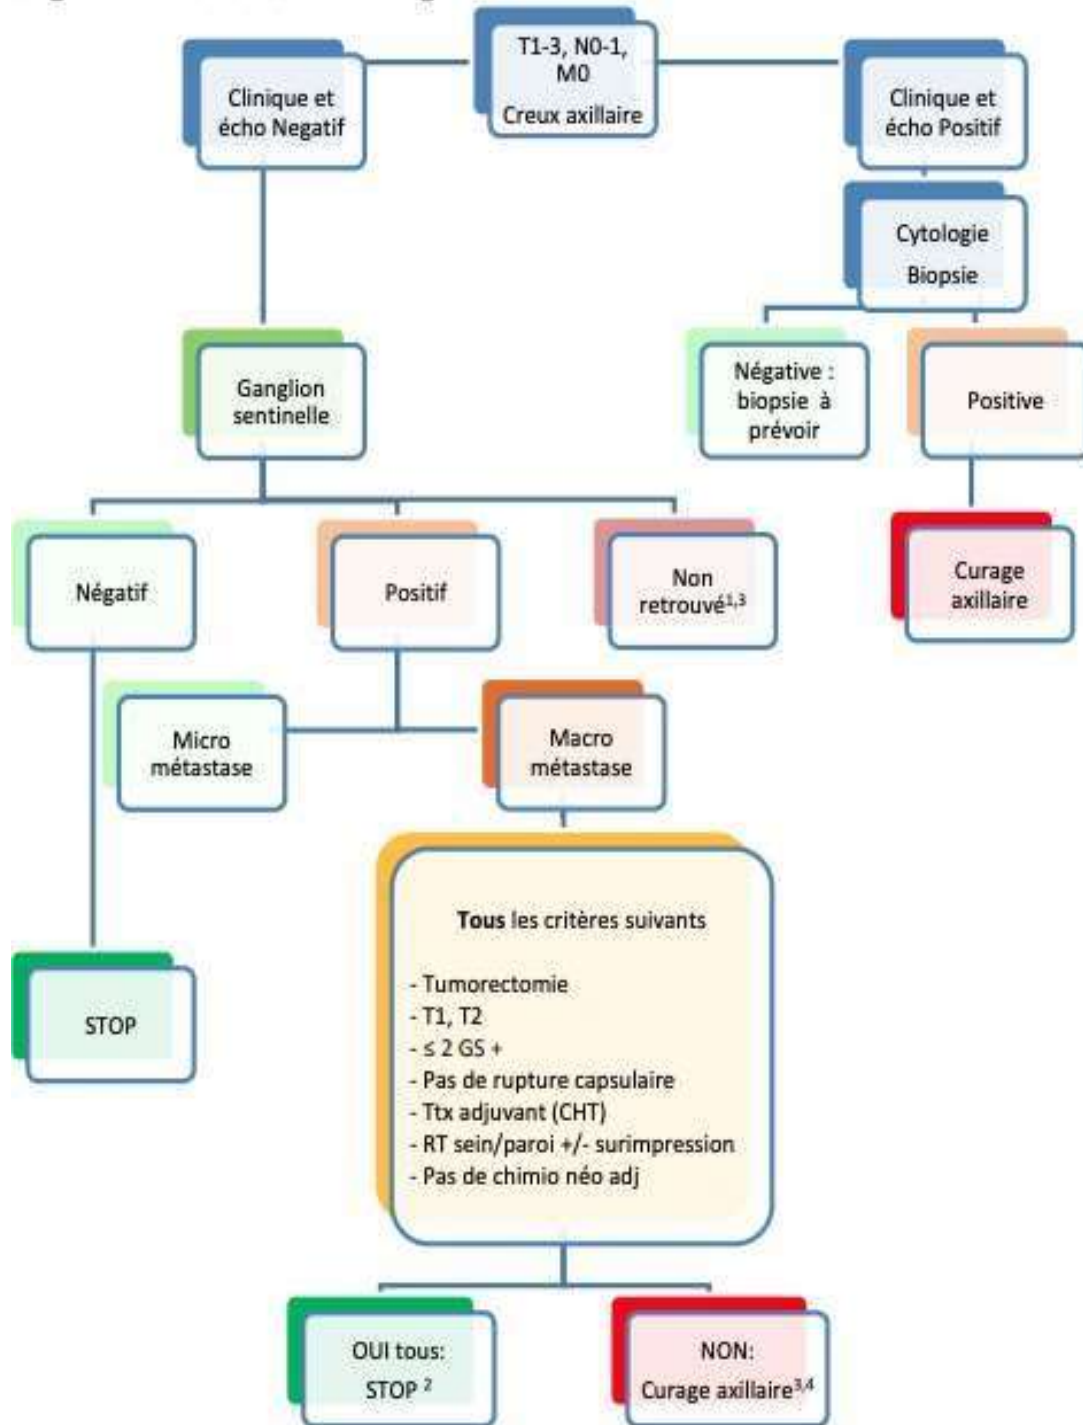 T1-3, N0-1,
M0
Creux axillaire
Clinique et
écho Negatif
Clinique et
écho Positif
Cytologie
Biopsie
Ganglion
sentinelle
Négative :
biopsie à
prévoir
Positive
Négatif
Positif
Non
retrouvé¹,³
Curage
axillaire
Micro
métastase
Macro
métastase
Tous les critères suivants
- Tumorectomie
- T1, T2
- ≤ 2 GS +
- Pas de rupture capsulaire
- Ttx adjuvant (CHT)
- RT sein/paroi +/- surimpression
- Pas de chimio néo adj
STOP
OUI tous:
STOP ²
NON:
Curage axillaire³,⁴